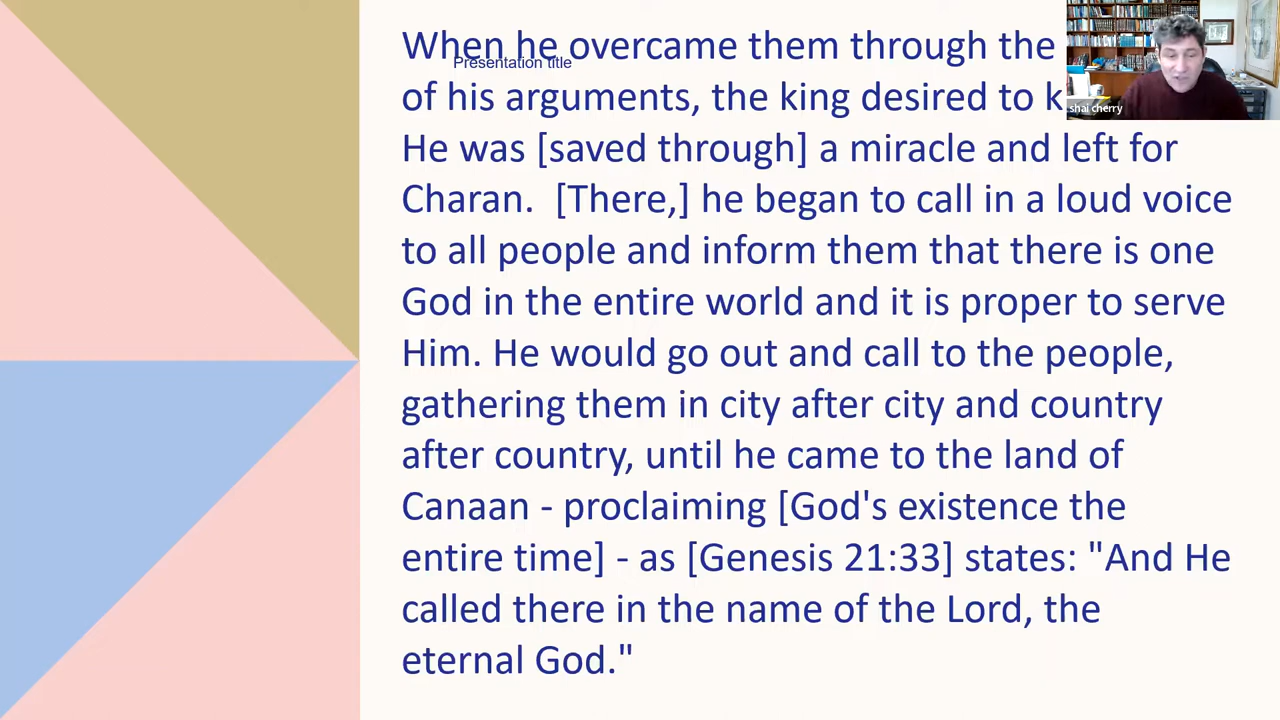 When he overcame them through the
Presentation title
of his arguments, the king desired to k
shai cherry
He was [saved through] a miracle and left for
Charan. [There,] he began to call in a loud voice
to all people and inform them that there is one
God in the entire world and it is proper to serve
Him. He would go out and call to the people,
gathering them in city after city and country
after country, until he came to the land of
Canaan - proclaiming [God's existence the
entire time] - as [Genesis 21:33] states: "And He
called there in the name of the Lord, the
eternal God."